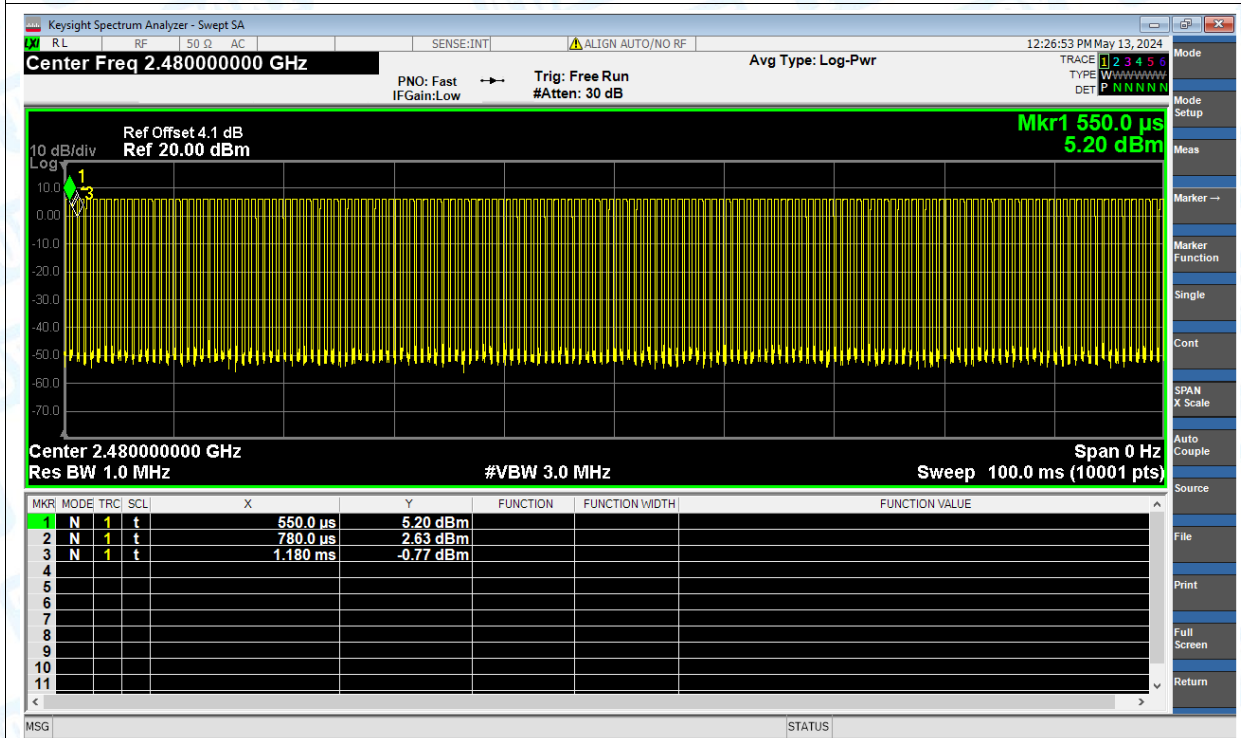 Keysight Spectrum Analyzer - Swept SA
LXI RL RF 50 Ω AC SENSE:INT ALIGN AUTO/NO RF 12:26:53 PM May 13, 2024
Center Freq 2.480000000 GHz
PNO: Fast
IFGain:Low
Trig: Free Run
#Atten: 30 dB
Avg Type: Log-Pwr
TRACE 1 2 3 4 5 6
TYPE WWWWWW
DET P N N N N N
Mkr1 550.0 µs
5.20 dBm
Ref Offset 4.1 dB
10 dB/div Ref 20.00 dBm
Log
1
3
10.0
0.00
-10.0
-20.0
-30.0
-40.0
-50.0
-60.0
-70.0
Center 2.480000000 GHz Span 0 Hz
Res BW 1.0 MHz #VBW 3.0 MHz Sweep 100.0 ms (10001 pts)
MKR MODE TRC SCL X Y FUNCTION FUNCTION WIDTH FUNCTION VALUE
1 N 1 t 550.0 µs 5.20 dBm
2 N 1 t 780.0 µs 2.63 dBm
3 N 1 t 1.180 ms -0.77 dBm
4
5
6
7
8
9
10
11
MSG STATUS
Mode
Mode
Setup
Meas
Marker →
Marker
Function
Single
Cont
SPAN
X Scale
Auto
Couple
Source
File
Print
Full
Screen
Return